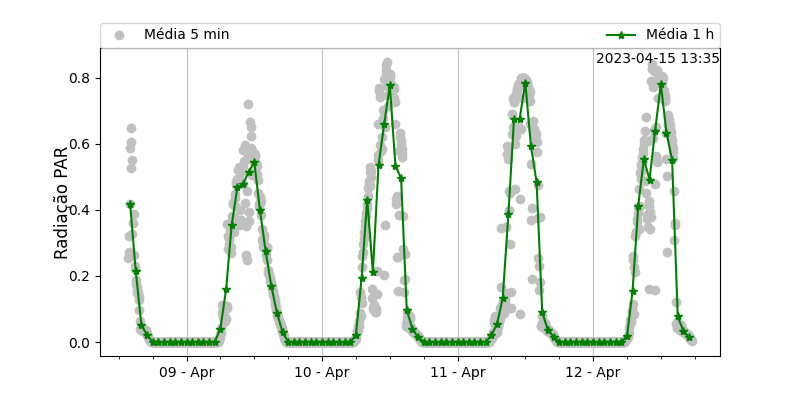 Média 5 min
Média 1 h
2023-04-15 13:35
Radiação PAR
0.8
0.6
0.4
0.2
0.0
09 - Apr
10 - Apr
11 - Apr
12 - Apr